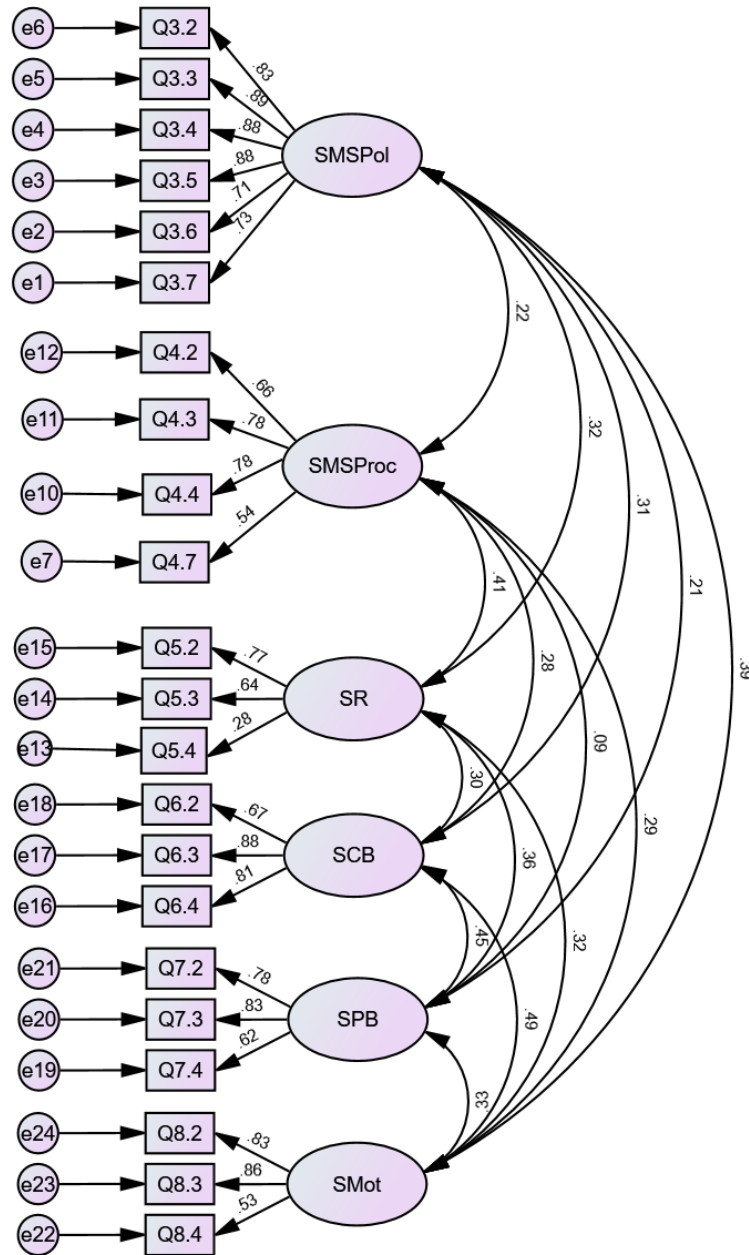 e6 Q3.2 .83
e5 Q3.3 .89
e4 Q3.4 .88 SMSPol
e3 Q3.5 .88
e2 Q3.6 .71
e1 Q3.7 .73
.22
e12 Q4.2 .66
e11 Q4.3 .78 .32
SMSProc
e10 Q4.4 .78 .31
e7 Q4.7 .54
.41 .21
e15 Q5.2 .77 .28 .39
e14 Q5.3 .64 SR
e13 Q5.4 .28 .09
.30
e18 Q6.2 .67 .29
e17 Q6.3 .88 SCB .36
e16 Q6.4 .81
.45 .32
e21 Q7.2 .78 .49
e20 Q7.3 .83 SPB
e19 Q7.4 .62
.33
e24 Q8.2 .83
e23 Q8.3 .86 SMot
e22 Q8.4 .53